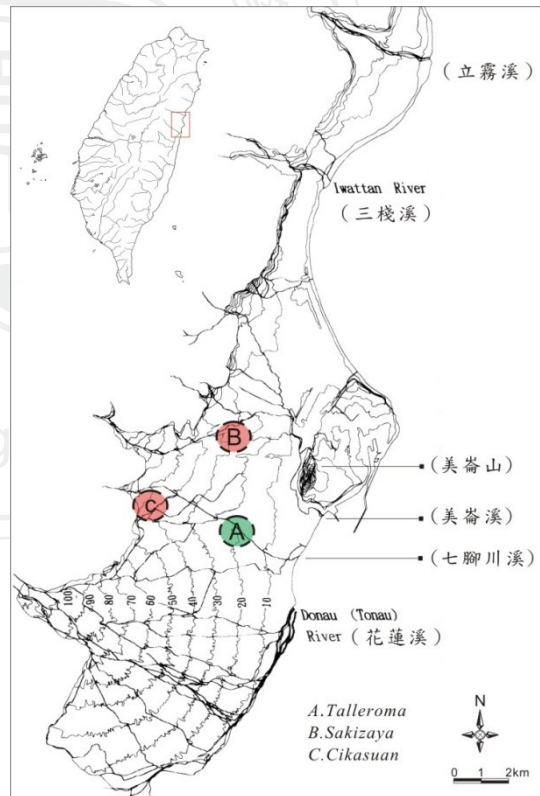 (立霧溪)
Iwattan River
(三棧溪)
B
(美崙山)
C
(美崙溪)
A
(七腳川溪)
100 90 80 70 60 50 40 30 20 10
Donau (Tonau)
River (花蓮溪)
A.Talleroma
B.Sakizaya
C.Cikasuan
N
0 1 2km